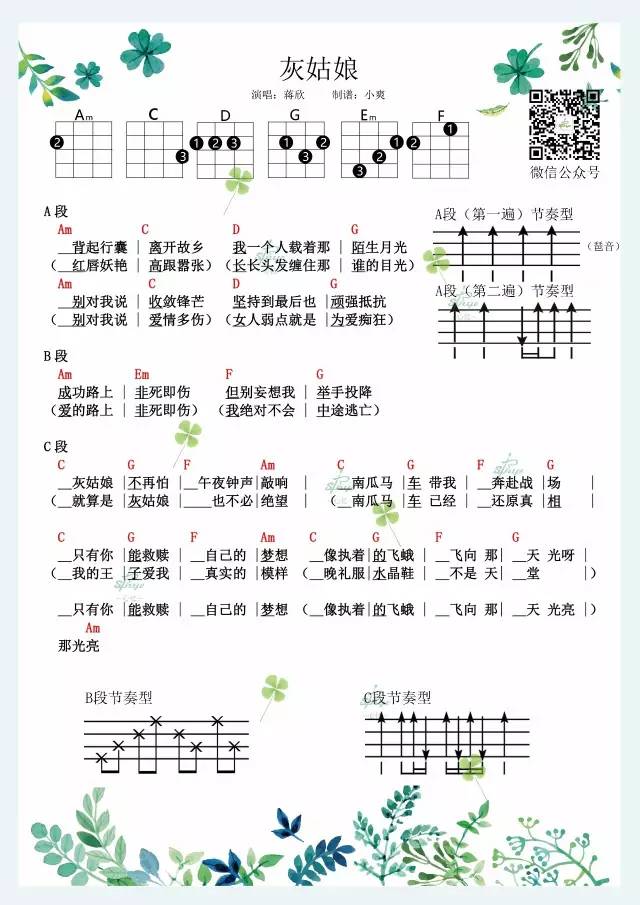 灰姑娘
演唱：蒋欣 制谱：小爽
Am C D G Em F
2 3 1 2 3 1 2 3 1 2 3 1 2
微信公众号
A段
Am C D G
__背起行囊 | 离开故乡 | 我一个人载着那 | 陌生月光
（__红唇妖艳 | 高跟嚣张）（长长头发缠住那 | 谁的目光）
Am C D G
__别对我说 | 收敛锋芒 | 坚持到最后也 | 顽强抵抗
（__别对我说 | 爱情多伤）（女人弱点就是 | 为爱痴狂）
A段（第一遍）节奏型
（琶音）
A段（第二遍）节奏型
B段
Am Em F G
成功路上 | 非死即伤 | 但别妄想我 | 举手投降
（爱的路上 | 非死即伤）（我绝对不会 | 中途逃亡）
C段
C G F Am C G F G
__灰姑娘 |不再怕 |__午夜钟声 |敲响 |__南瓜马 |车 带我 |__奔赴战 |场 |
（__就算是 |灰姑娘 |__也不必 |绝望 （__南瓜马 |车 已经 |__还原真 |相 |
C G F Am C G F G
__只有你 |能救赎 |__自己的 |梦想 |__像执着 |的飞蛾 |__飞向 那 |__天 光呀 |
（__我的王 |子爱我 |__真实的 |模样 （__晚礼服 |水晶鞋 |__不是 天 |__堂 ）
__只有你 |能救赎 |__自己的 |梦想 （__像执着 |的飞蛾 |__飞向 那 |__天 光亮 ）
Am
那光亮
B段节奏型
C段节奏型